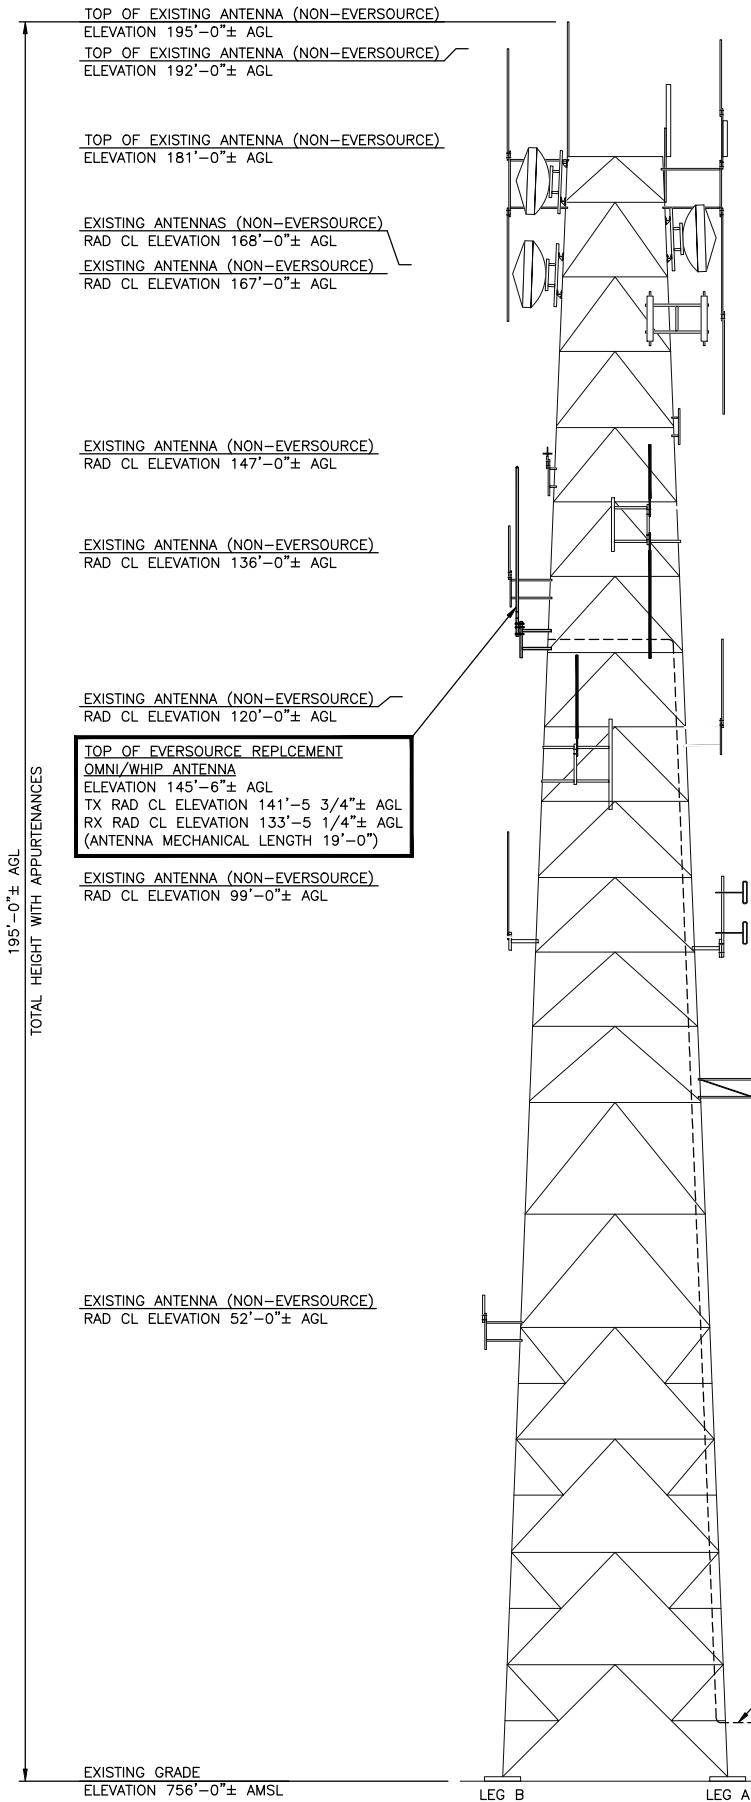 TOP OF EXISTING ANTENNA (NON-EVERSOURCE)
ELEVATION 195'-0"± AGL
TOP OF EXISTING ANTENNA (NON-EVERSOURCE)
ELEVATION 192'-0"± AGL
TOP OF EXISTING ANTENNA (NON-EVERSOURCE)
ELEVATION 181'-0"± AGL
EXISTING ANTENNAS (NON-EVERSOURCE)
RAD CL ELEVATION 168'-0"± AGL
EXISTING ANTENNA (NON-EVERSOURCE)
RAD CL ELEVATION 167'-0"± AGL
EXISTING ANTENNA (NON-EVERSOURCE)
RAD CL ELEVATION 147'-0"± AGL
EXISTING ANTENNA (NON-EVERSOURCE)
RAD CL ELEVATION 136'-0"± AGL
EXISTING ANTENNA (NON-EVERSOURCE)
RAD CL ELEVATION 120'-0"± AGL
TOP OF EVERSOURCE REPLCEMENT
OMNI/WHIP ANTENNA
ELEVATION 145'-6"± AGL
TX RAD CL ELEVATION 141'-5 3/4"± AGL
RX RAD CL ELEVATION 133'-5 1/4"± AGL
(ANTENNA MECHANICAL LENGTH 19'-0")
EXISTING ANTENNA (NON-EVERSOURCE)
RAD CL ELEVATION 99'-0"± AGL
195'-0"± AGL
TOTAL HEIGHT WITH APPURTENANCES
EXISTING ANTENNA (NON-EVERSOURCE)
RAD CL ELEVATION 52'-0"± AGL
EXISTING GRADE
ELEVATION 756'-0"± AMSL
LEG B
LEG A